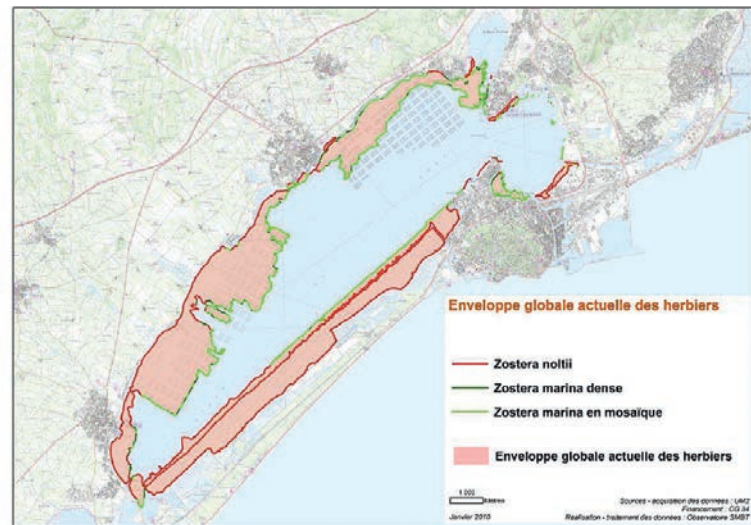 Enveloppe globale actuelle des herbiers
Zostera noltii
Zostera marina dense
Zostera marina en mosaïque
Enveloppe globale actuelle des herbiers
1 000
Mètres
Sources - acquisition des données : UM2
Financement : CG 34
Janvier 2010
Réalisation - traitement des données : Observatoire SMBT